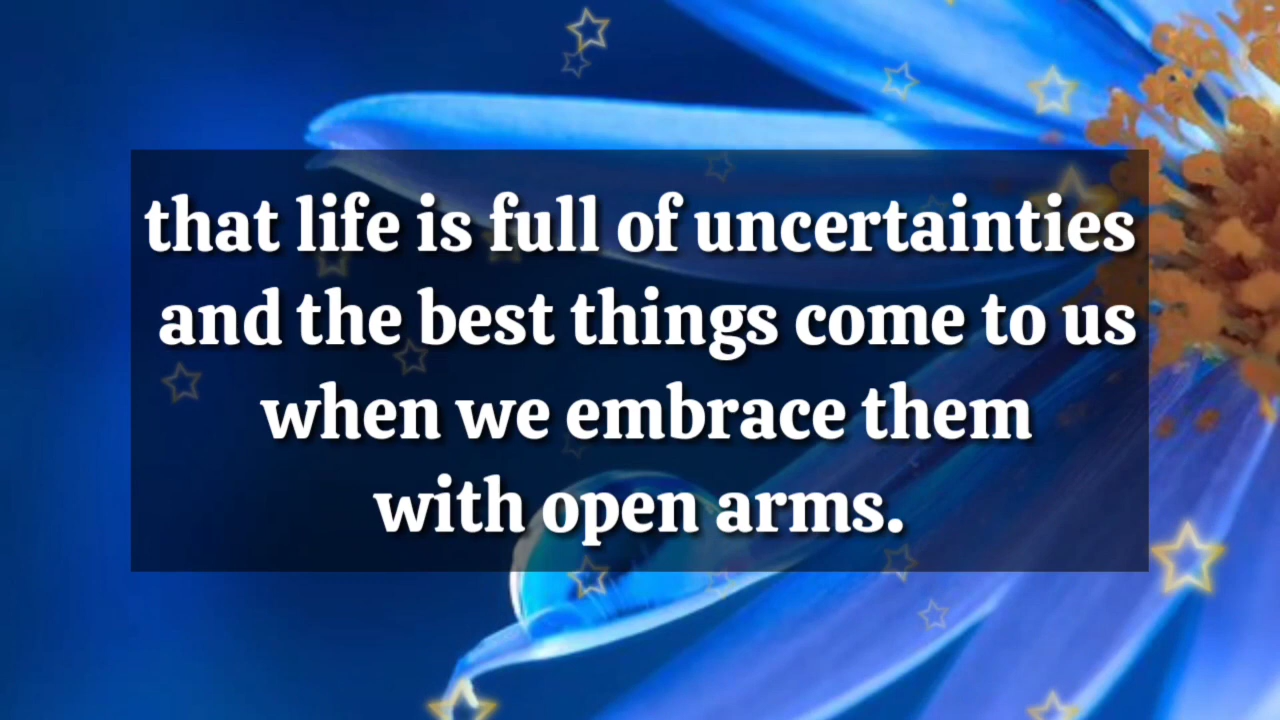 that life is full of uncertainties
and the best things come to us
when we embrace them
with open arms.